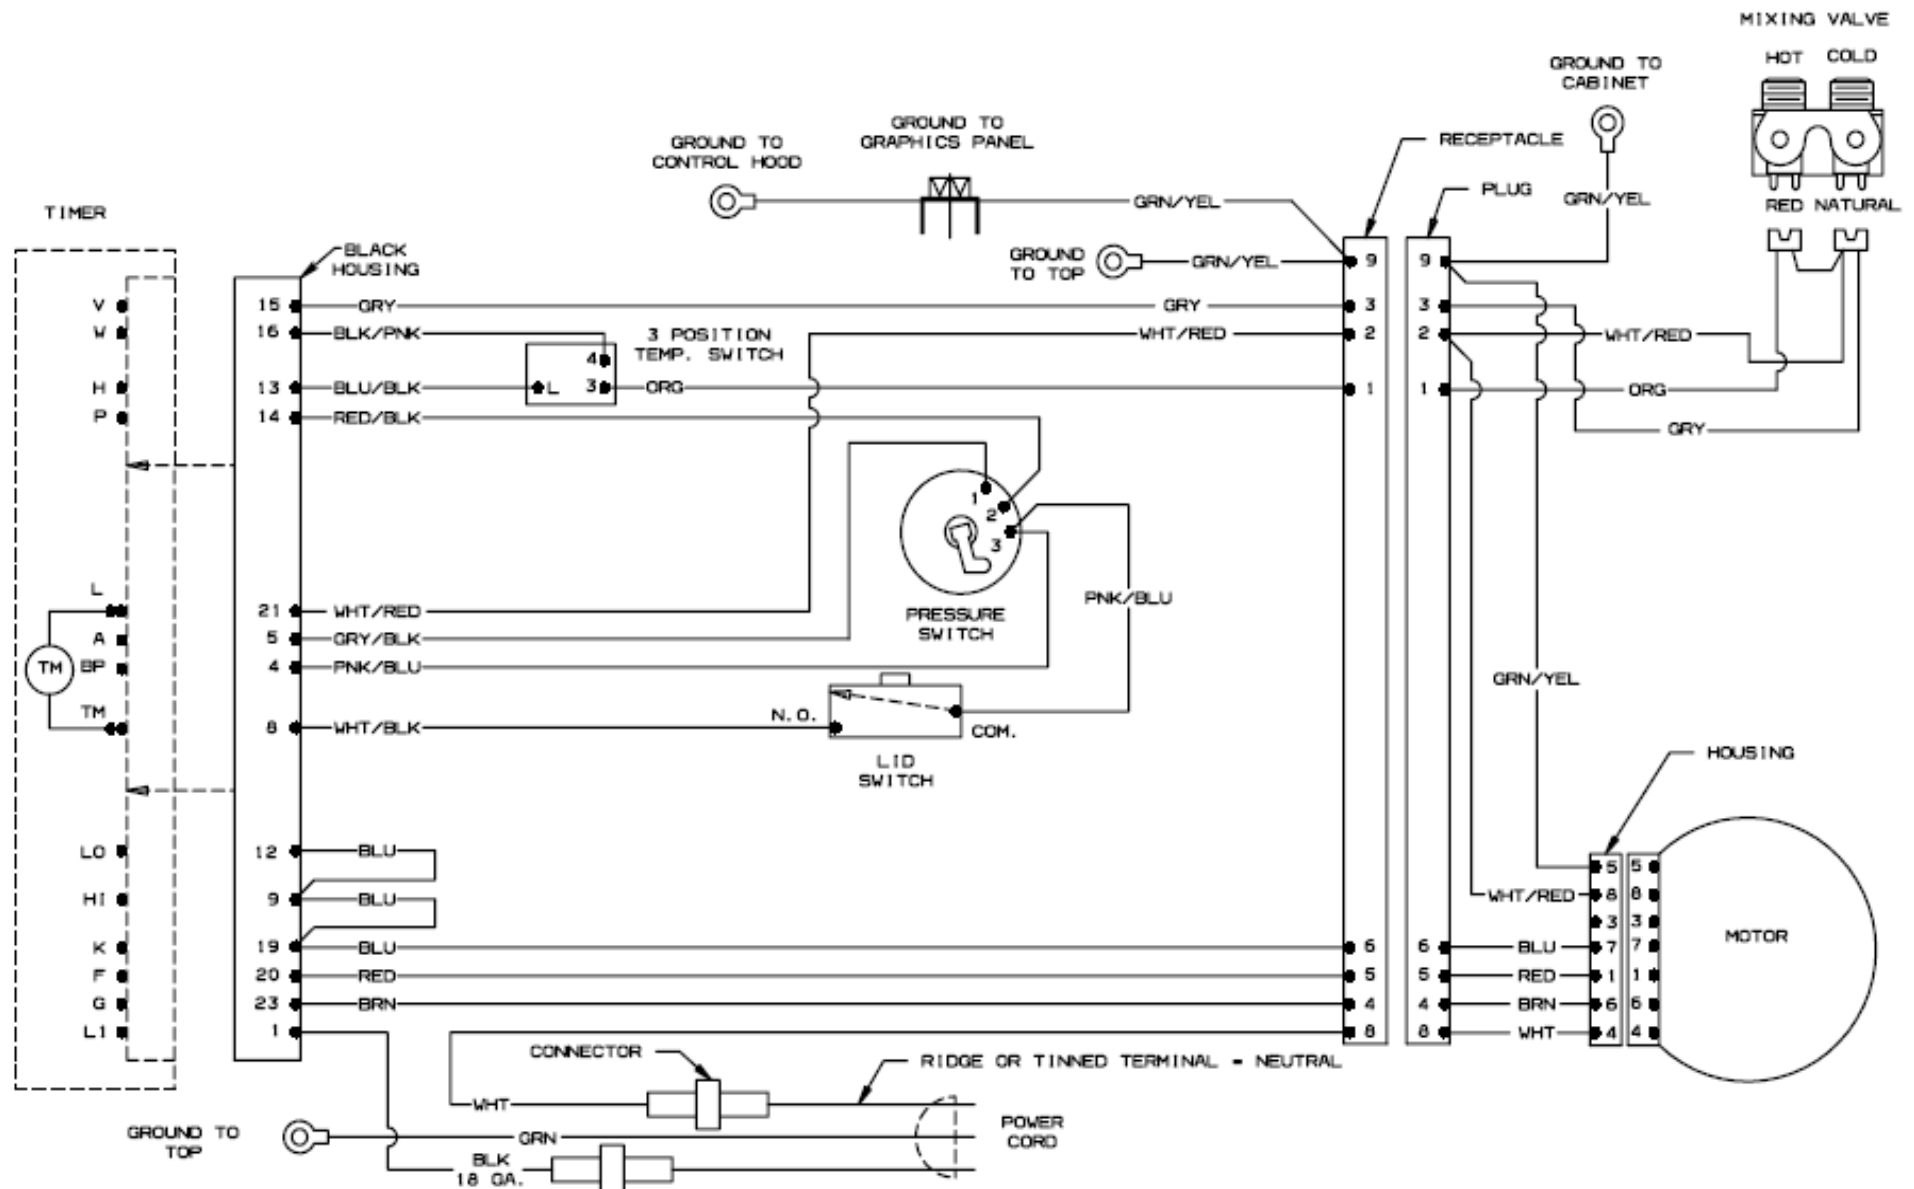 MIXING VALVE
HOT COLD
GROUND TO
CABINET
GROUND TO
GRAPHICS PANEL
GROUND TO
CONTROL HOOD
RECEPTACLE
PLUG
GRN/YEL
GRN/YEL
RED NATURAL
TIMER
BLACK
HOUSING
GROUND
TO TOP
GRN/YEL
9 9
V 15 GRY GRY 3 3
W 16 BLK/PNK
3 POSITION
TEMP. SWITCH
WHT/RED 2 2 WHT/RED
4
H 13 BLU/BLK L 3 ORG 1 1 ORG
P 14 RED/BLK
GRY
1
2
3
L 21 WHT/RED
PRESSURE
SWITCH
PNK/BLU
A 5 GRY/BLK
TM BP 4 PNK/BLU
GRN/YEL
TM 8 WHT/BLK
N.O.
COM.
LID
SWITCH
HOUSING
LO 12 BLU
HI 9 BLU
5 5
WHT/RED 8 8
3 3
MOTOR
K 19 BLU 6 6 BLU 7 7
F 20 RED 5 5 RED 1 1
G 23 BRN 4 4 BRN 6 6
L1 1 8 8 WHT 4 4
CONNECTOR
RIDGE OR TINNED TERMINAL - NEUTRAL
WHT
POWER
CORD
GROUND TO
TOP
GRN
BLK
18 GA.